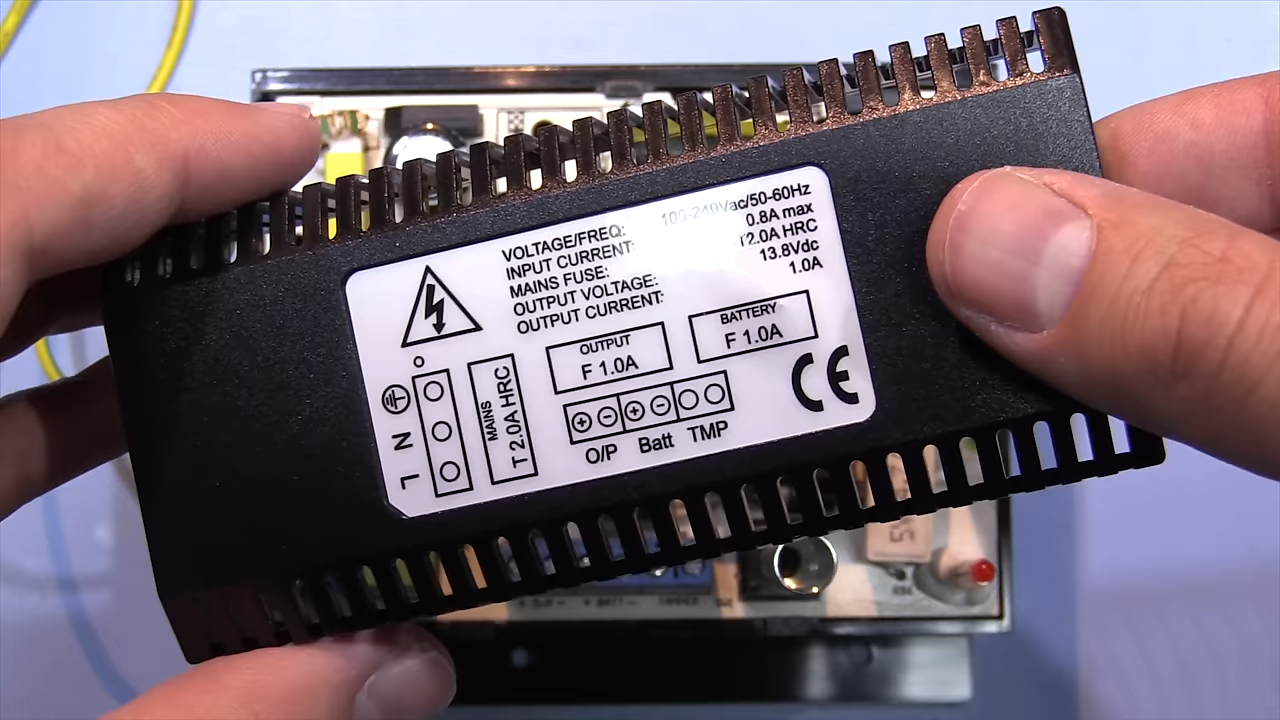 VOLTAGE/FREQ: 100-240Vac/50-60Hz
INPUT CURRENT: 0.8A max
MAINS FUSE: T2.0A HRC
OUTPUT VOLTAGE: 13.8Vdc
OUTPUT CURRENT: 1.0A
OUTPUT
F 1.0A
BATTERY
F 1.0A
L N
MAINS
T 2.0A HRC
O/P Batt TMP
CE